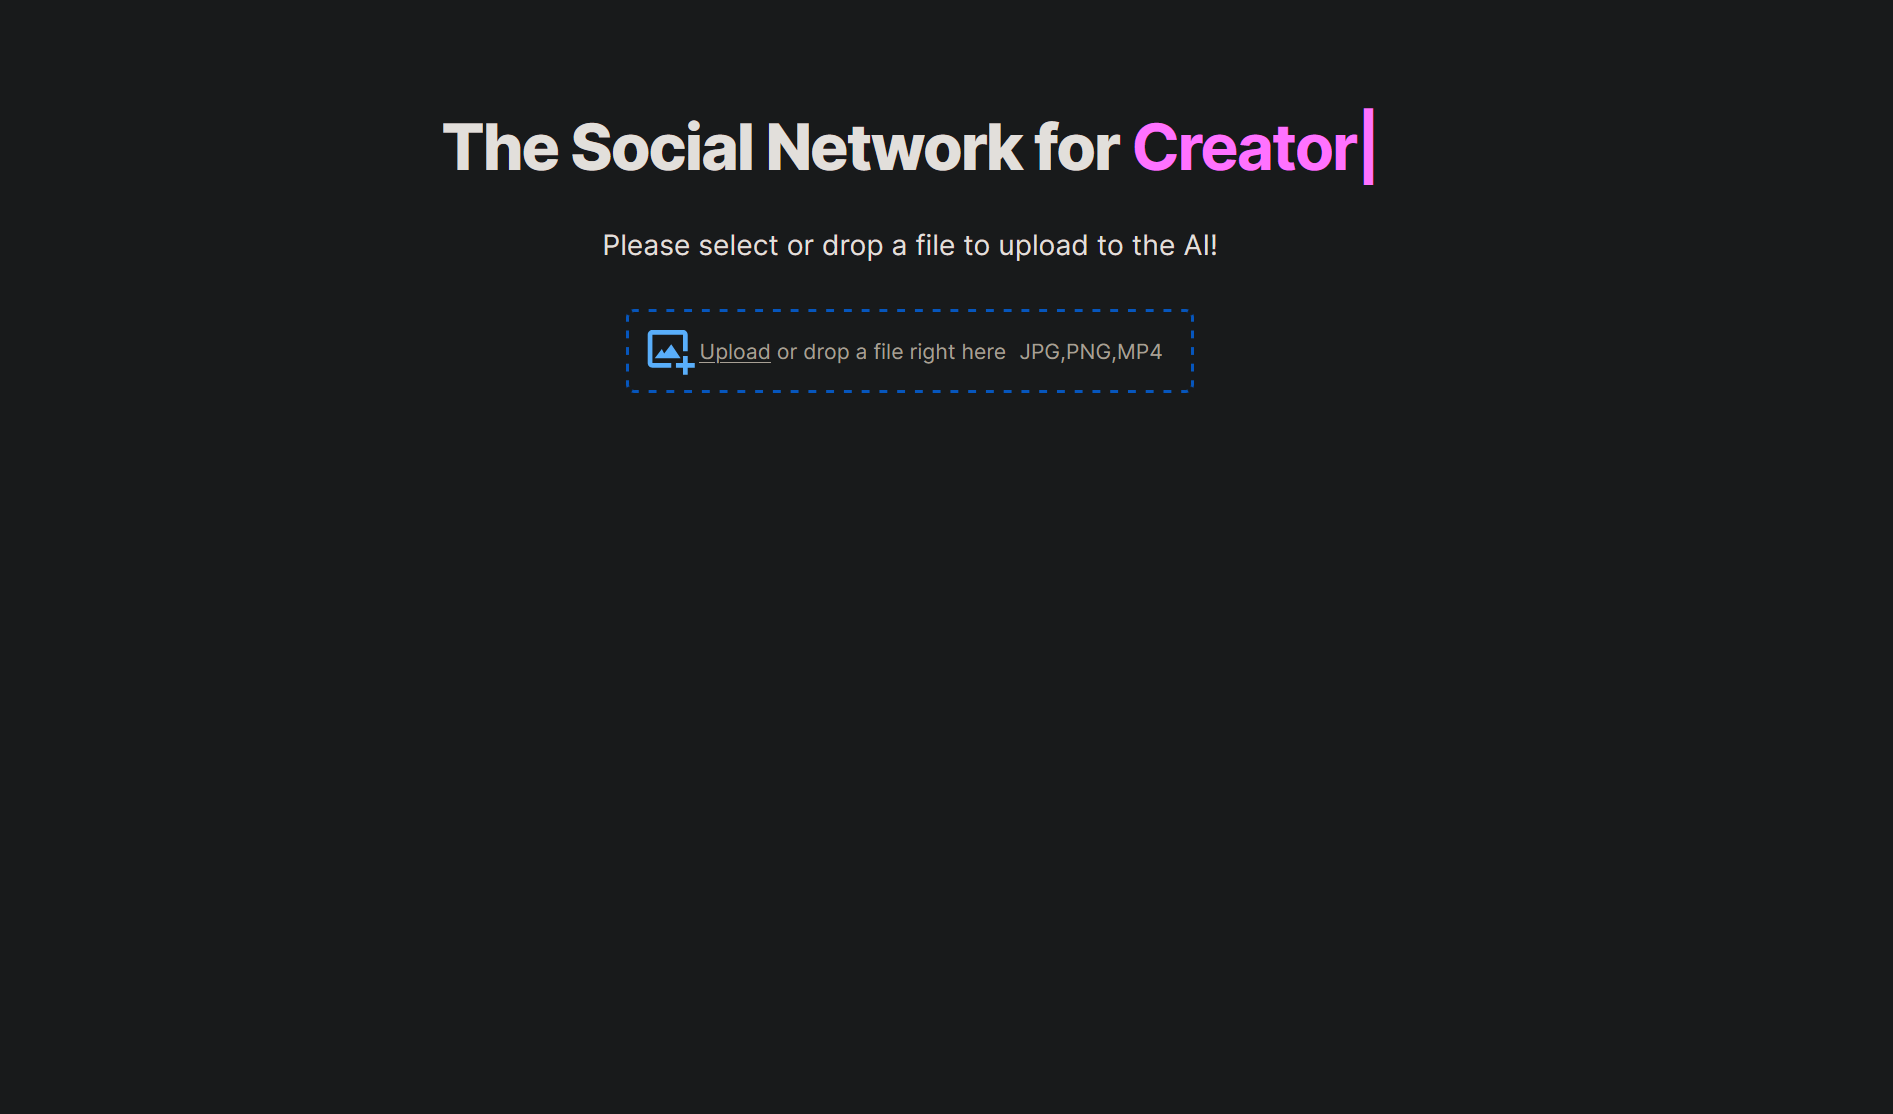 The Social Network for Creator
Please select or drop a file to upload to the AI!
Upload or drop a file right here JPG,PNG,MP4